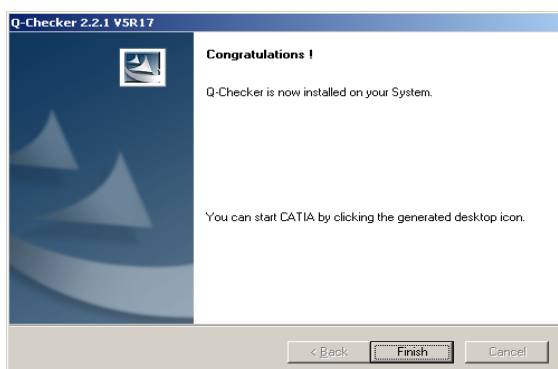 Q-Checker 2.2.1 V5R17
Congratulations !
Q-Checker is now installed on your System.
You can start CATIA by clicking the generated desktop icon.
< Back
Finish
Cancel